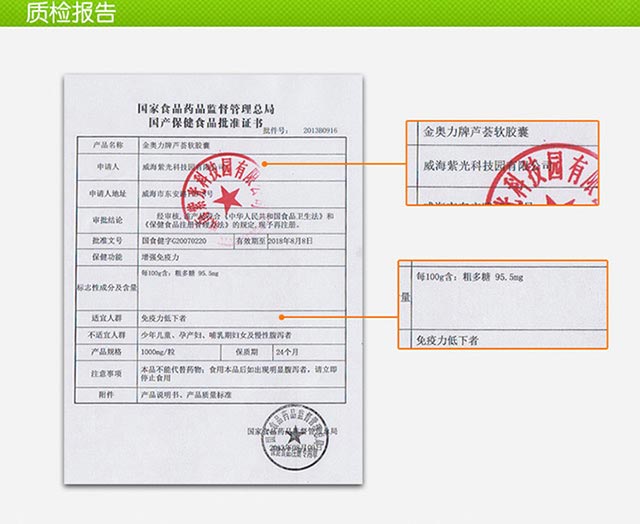 质检报告
国家食品药品监督管理总局
国产保健食品批准证书
批件号： 2013B0916
产品名称 金奥力牌芦荟软胶囊
申请人 威海紫光科技园有限公司
申请人地址 威海市东安路
审批结论 经审核，该产品符合《中华人民共和国食品卫生法》和
《保健食品注册管理办法》的规定，现予再注册。
批准文号 国食健字G20070220 有效期至 2018年8月8日
保健功能 增强免疫力
标志性成分及含量 每100g含：粗多糖 95.5mg
适宜人群 免疫力低下者
不适宜人群 少年儿童、孕产妇、哺乳期妇女及慢性腹泻者
产品规格 1000mg/粒 保质期 24个月
注意事项 本品不能代替药物；食用本品后如出现明显腹泻者，请立即
停止食用
附件 产品说明书、产品质量标准
国家食品药品监督管理总局
金奥力牌芦荟软胶囊
威海紫光科技园有限公司
每100g含：粗多糖 95.5mg
量
免疫力低下者